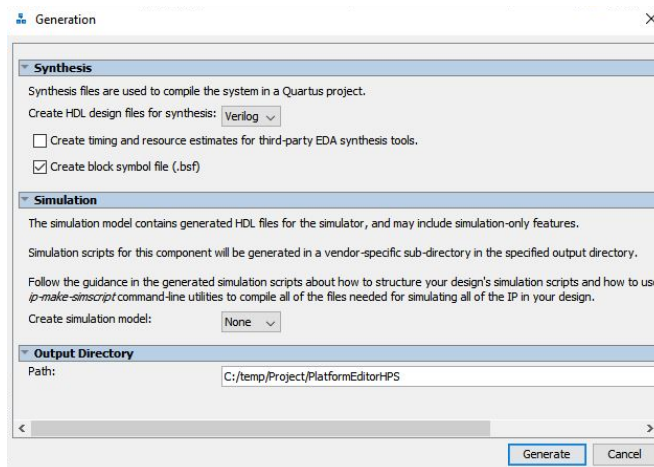 Generation
Synthesis
Synthesis files are used to compile the system in a Quartus project.
Create HDL design files for synthesis: Verilog
Create timing and resource estimates for third-party EDA synthesis tools.
Create block symbol file (.bsf)
Simulation
The simulation model contains generated HDL files for the simulator, and may include simulation-only features.
Simulation scripts for this component will be generated in a vendor-specific sub-directory in the specified output directory.
Follow the guidance in the generated simulation scripts about how to structure your design's simulation scripts and how to use
ip-make-simscript command-line utilities to compile all of the files needed for simulating all of the IP in your design.
Create simulation model: None
Output Directory
Path: C:/temp/Project/PlatformEditorHPS
Generate Cancel